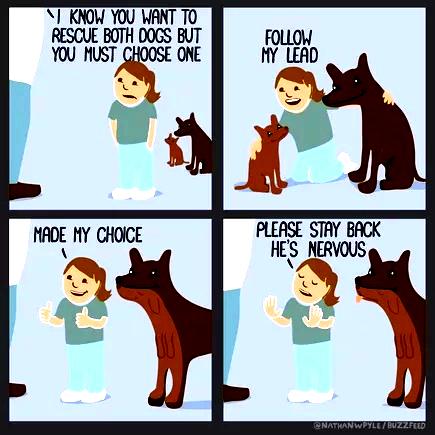 I KNOW YOU WANT TO
RESCUE BOTH DOGS BUT
YOU MUST CHOOSE ONE
FOLLOW
MY LEAD
MADE MY CHOICE
PLEASE STAY BACK
HE'S NERVOUS
@NATHANWPYLE/BUZZFEED